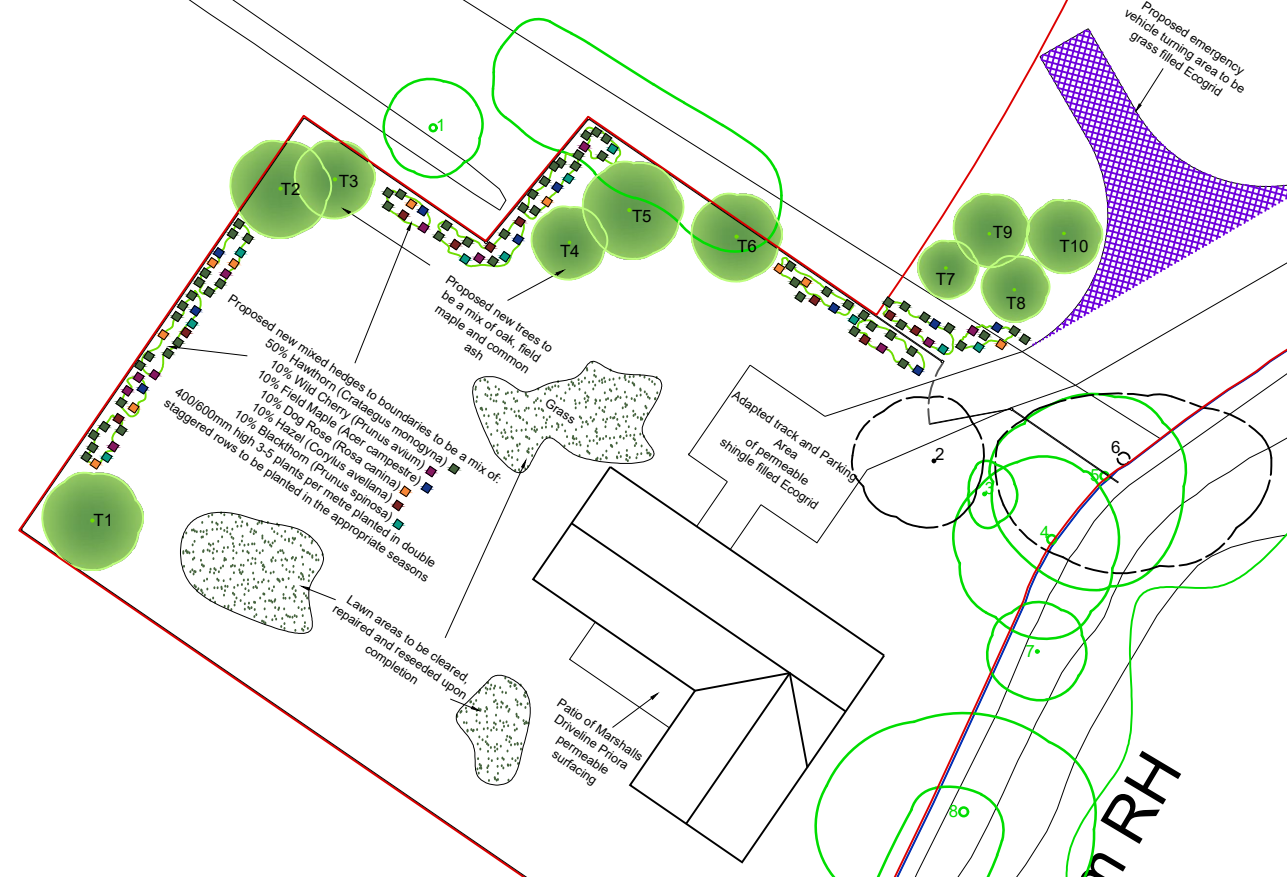 Proposed emergency
vehicle turning area to be
grass filled Ecogrid
1
T2
T3
T5
T4
T6
T9
T10
T7
T8
Proposed new trees to
be a mix of oak, field
maple and common
ash
Proposed new mixed hedges to boundaries to be a mix of:
50% Hawthorn (Crataegus monogyna)
10% Wild Cherry (Prunus avium)
10% Field Maple (Acer campestre)
10% Dog Rose (Rosa canina)
10% Hazel (Corylus avellana)
10% Blackthorn (Prunus spinosa)
400/600mm high 3-5 plants per metre planted in double
staggered rows to be planted in the appropriate seasons
Grass
Adapted track and Parking
Area
of permeable
shingle filled Ecogrid
2
3
4
5
6
T1
Lawn areas to be cleared,
repaired and reseeded upon
completion
7
Patio of Marshalls
Driveline Priora
permeable
surfacing
8
m RH